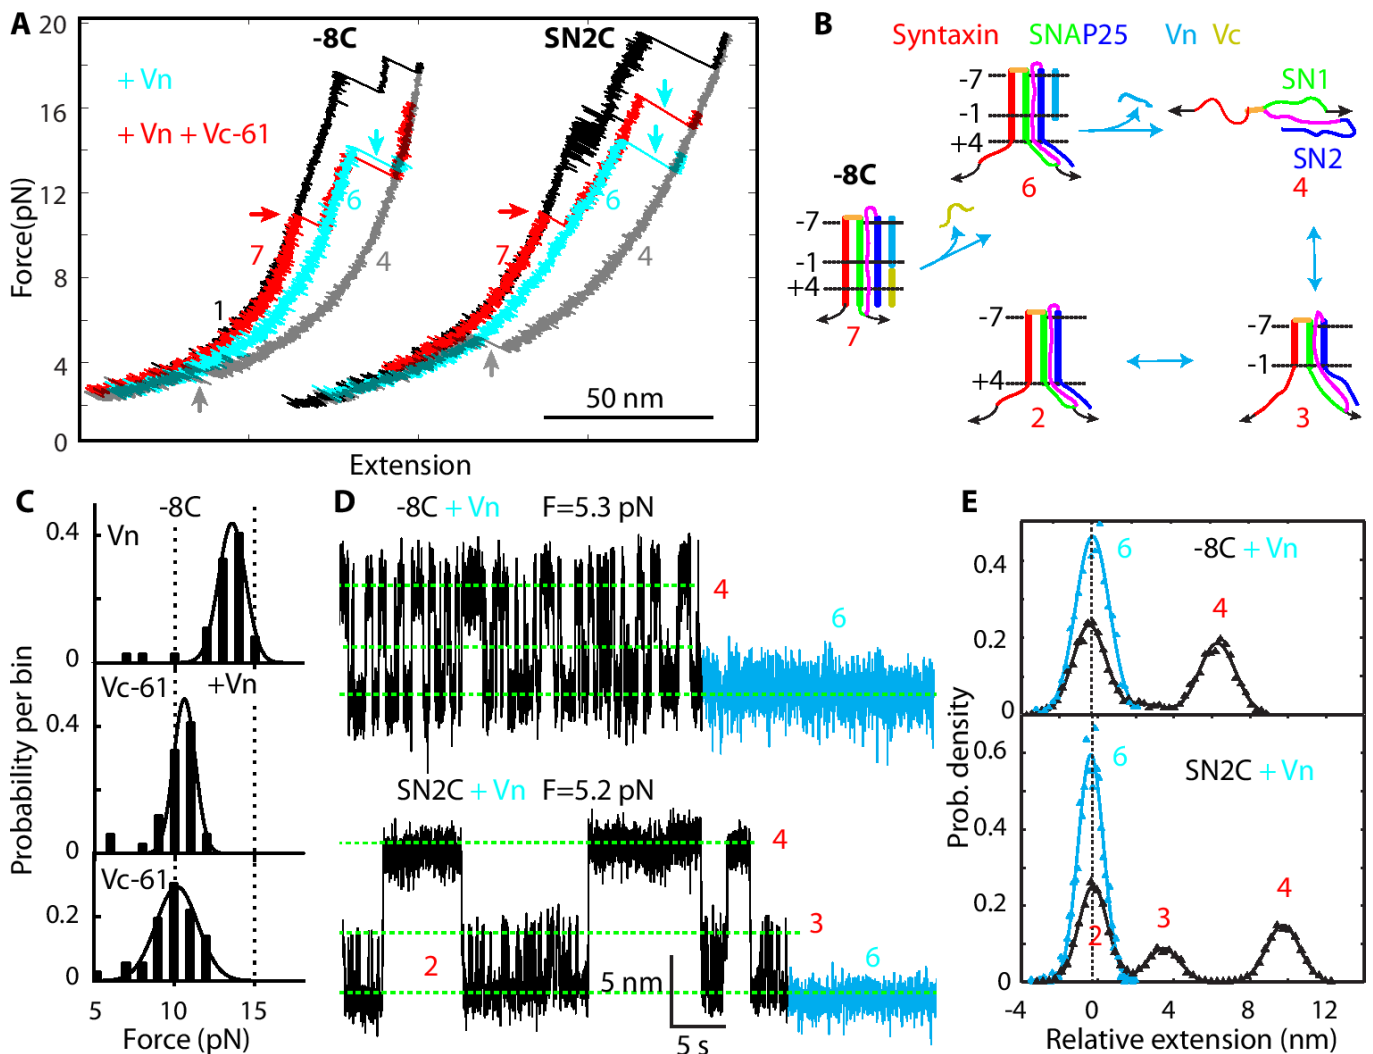 A
-8C
SN2C
+ Vn
+ Vn + Vc-61
20
16
12
8
4
0
Force(pN)
7
6
1
4
7
6
4
50 nm
Extension
B
Syntaxin SNAP25 Vn Vc
-7
-1
+4
6
SN1
SN2
4
-8C
-7
-1
+4
7
-7
+4
2
-7
-1
3
C
-8C
Vn
0.4
0
Vc-61 +Vn
0.4
0
Vc-61
0.2
0
5 10 15
Probability per bin
Force (pN)
D
-8C + Vn F=5.3 pN
4
6
SN2C + Vn F=5.2 pN
4
3
2
6
5 nm
5 s
E
6
-8C + Vn
4
0.4
0.2
0
6
SN2C + Vn
0.6
0.4
0.2
0
2
3
4
Prob. density
-4 0 4 8 12
Relative extension (nm)